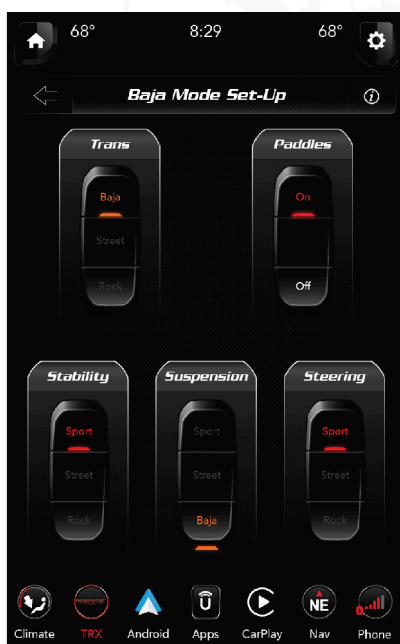 68° 8:29 68°
Baja Mode Set-Up
Trans Paddles
Baja On
Street
Rock Off
Stability Suspension Steering
Sport Sport Sport
Street Street Street
Rock Baja Rock
NE
Climate TRX Android Apps CarPlay Nav Phone